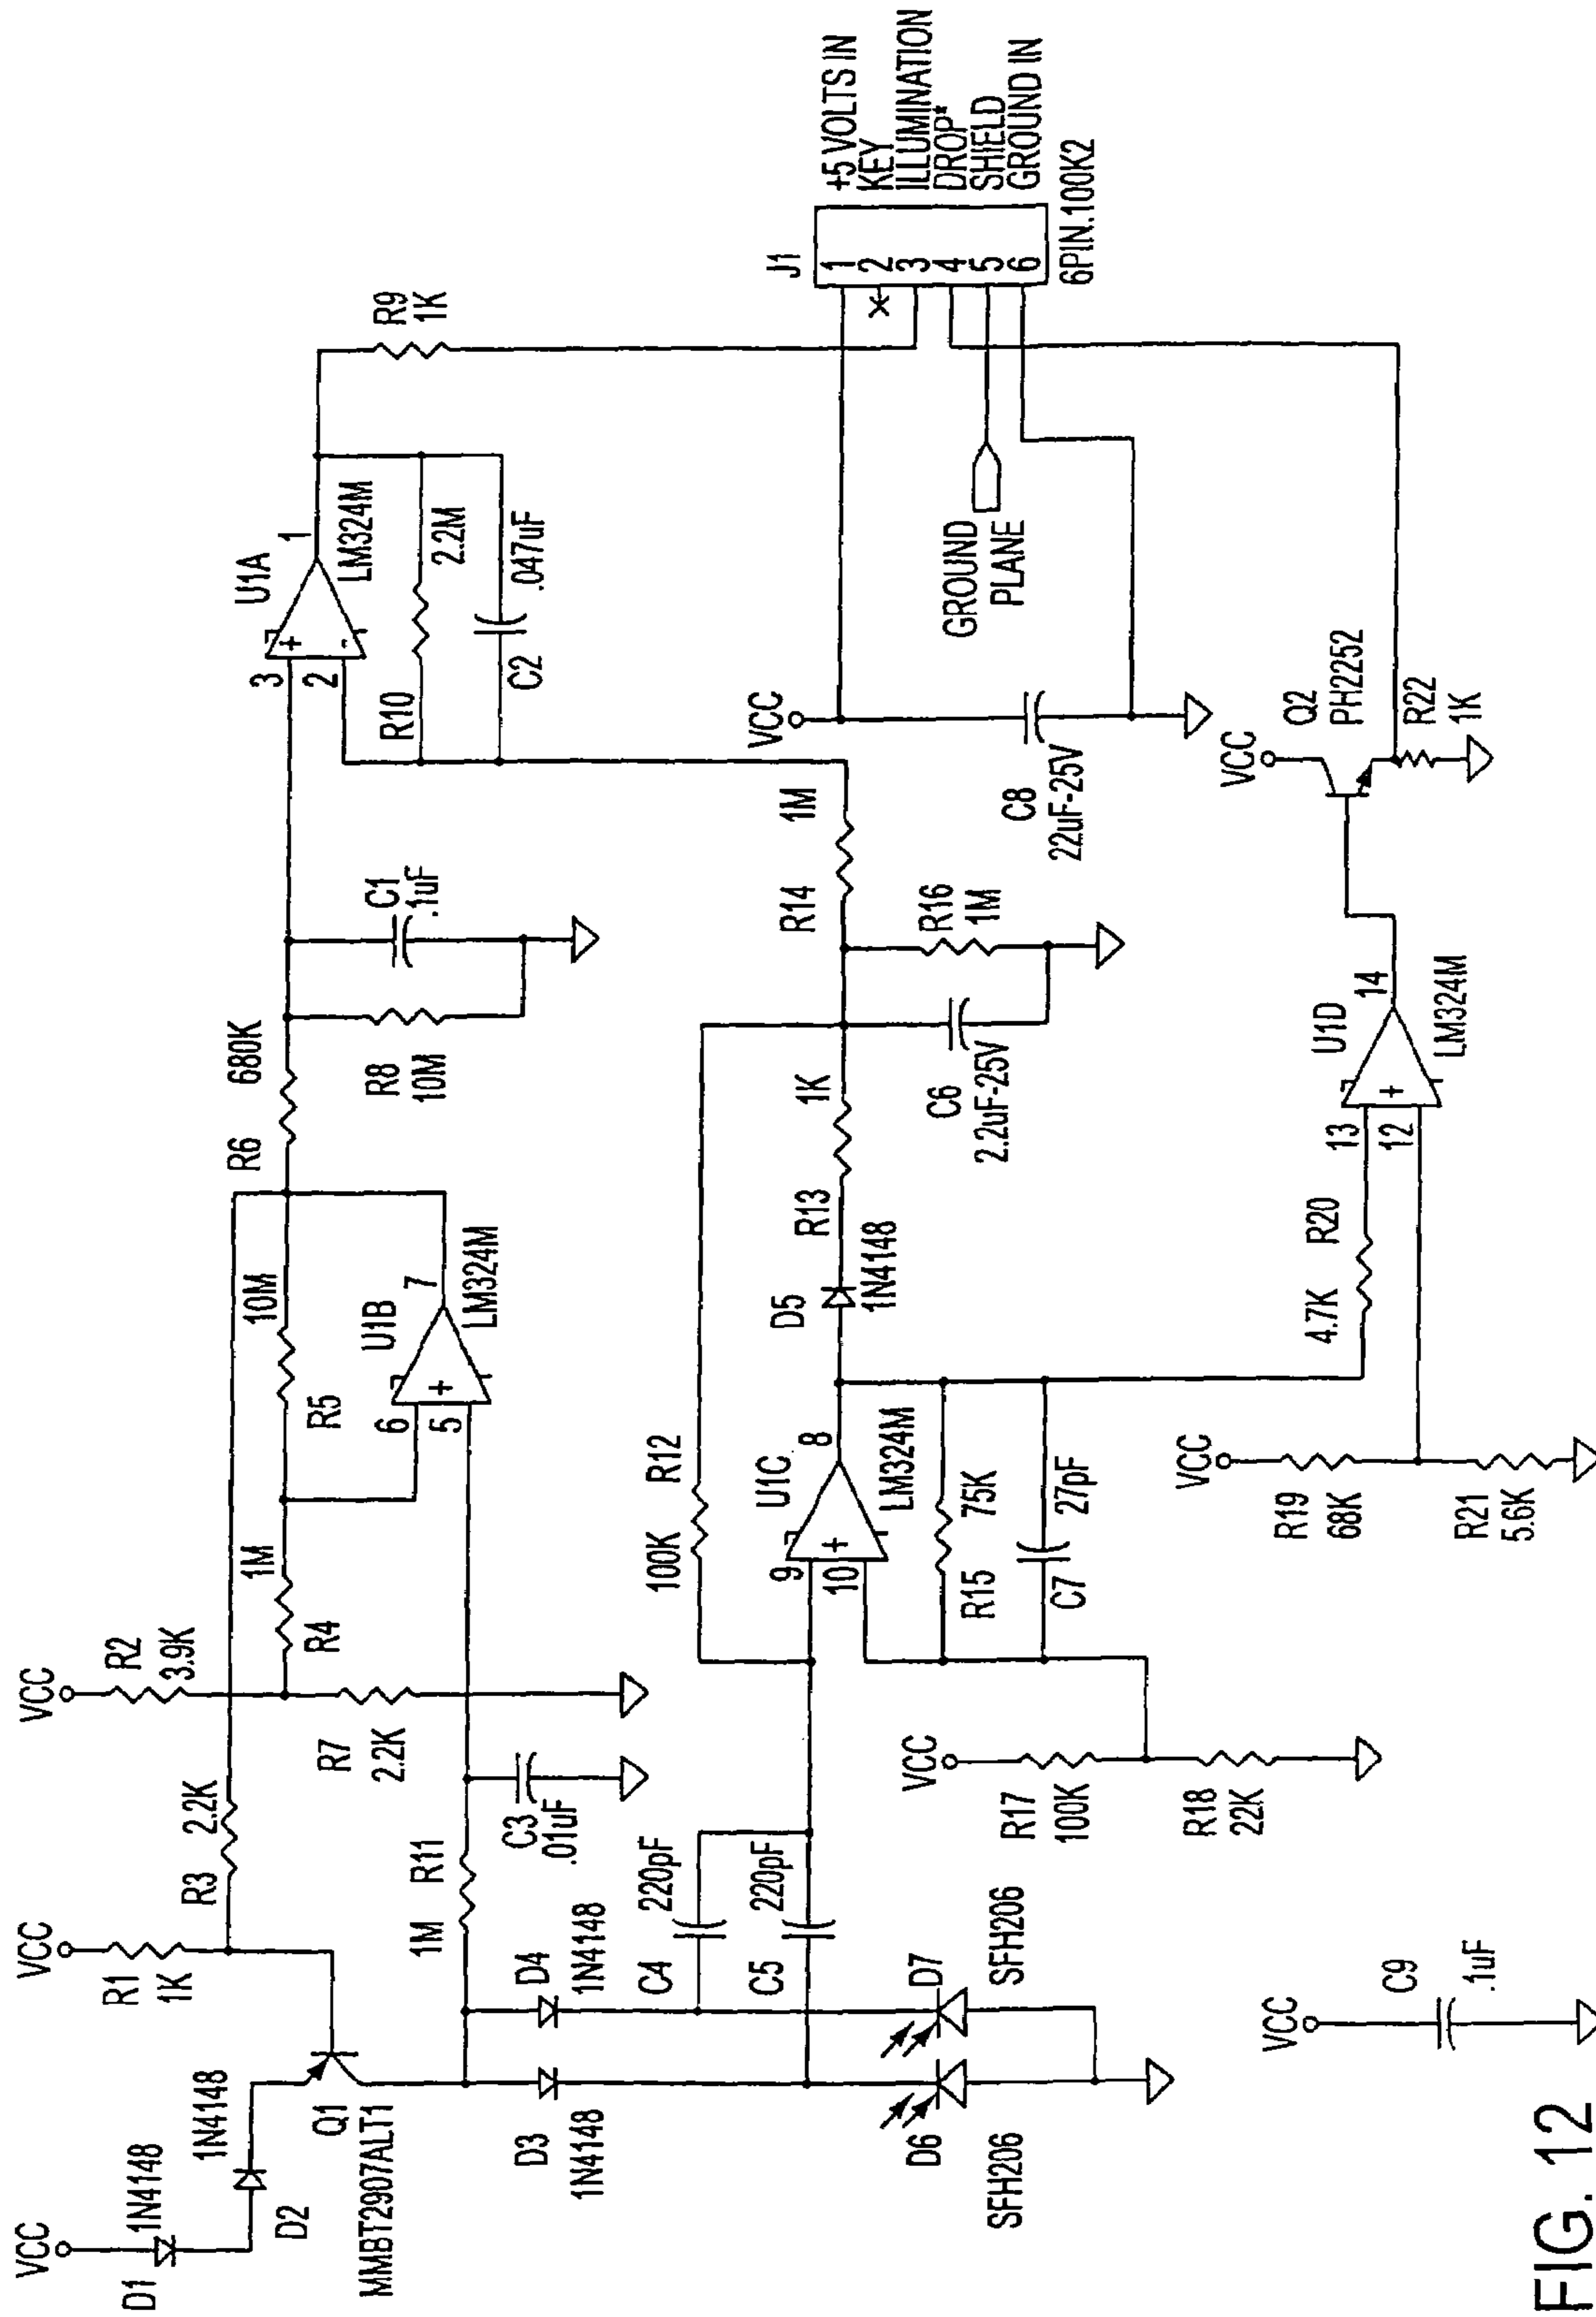 VCC
D1
1N4148
D2
1N4148
Q1
MMBT2907ALT1
VCC
R1
1K
R3
2.2K
VCC
R2
3.9K
R4
1M
R7
2.2K
R5
10M
6
5
U1B
7
LM324M
R6
680K
R8
10M
C1
.1uF
3
2
+
-
U1A
1
LM324M
R10
2.2M
C2
.047uF
R9
1K
1M
R11
C3
.01uF
D3
1N4148
D4
1N4148
C4
220pF
C5
220pF
D6
SFH206
D7
SFH206
R12
100K
9
10
+
U1C
8
LM324M
R15
75K
C7
27pF
VCC
R17
100K
R18
22K
D5
1N4148
R13
1K
C6
2.2uF-25V
R14
1M
R16
1M
VCC
C8
22uF-25V
GROUND
PLANE
J1
1
2
3
4
5
6
+5 VOLTS IN
KEY
ILLUMINATION
DROP*
SHIELD
GROUND IN
6PIN.100K2
VCC
R19
68K
R21
5.6K
4.7K
R20
13
12
+
U1D
14
LM324M
VCC
Q2
PH2252
R22
1K
VCC
C9
.1uF
+
FIG. 12